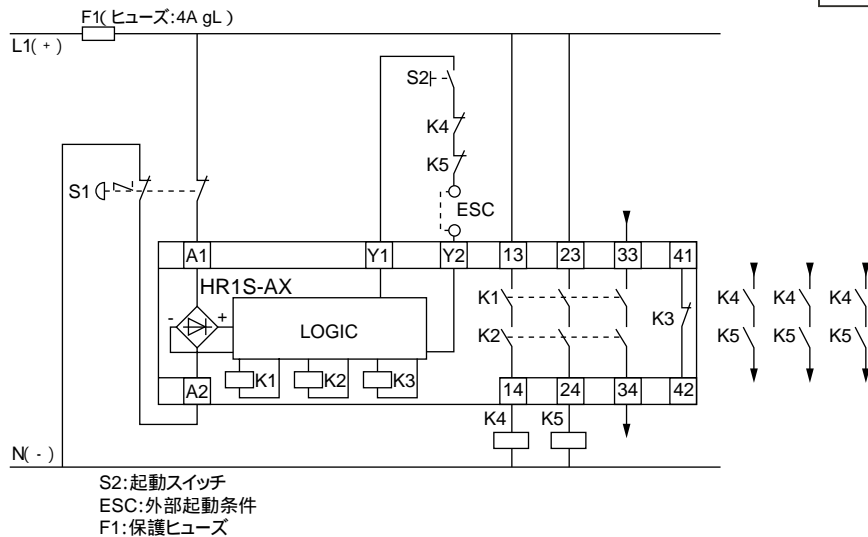 F1(ヒューズ:4A gL)
L1(+)
S2
K4
K5
S1
ESC
A1 Y1 Y2 13 23 33 41
HR1S-AX
- +
LOGIC
K1
K2
K3
K4 K4 K4
K5 K5 K5
K1 K2 K3
A2 14 24 34 42
K4 K5
N(-)
S2:起動スイッチ
ESC:外部起動条件
F1:保護ヒューズ